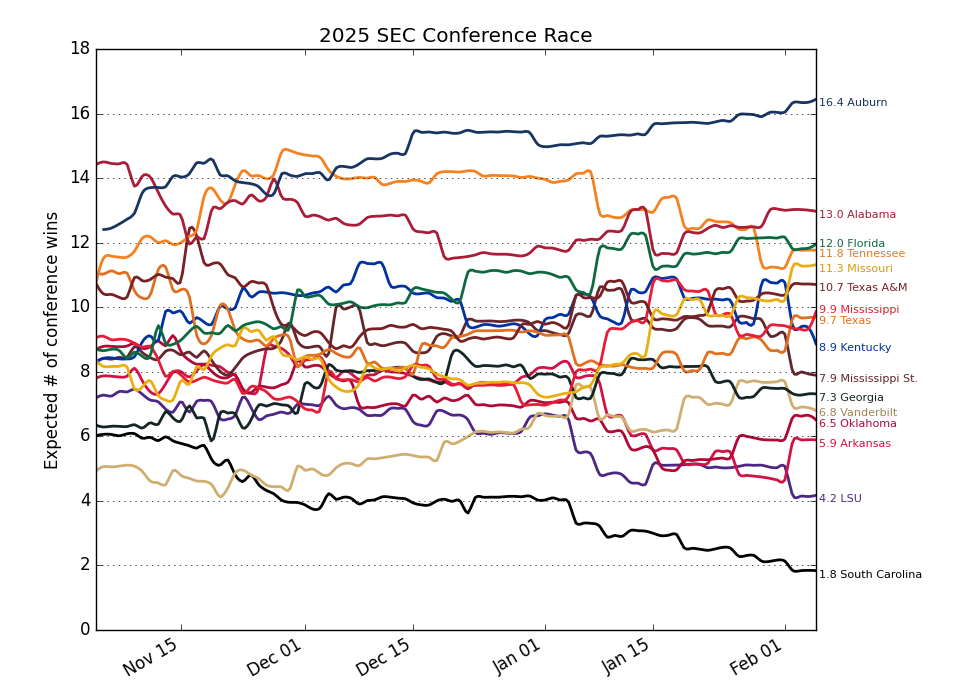 2025 SEC Conference Race
Expected # of conference wins
18
16
14
12
10
8
6
4
2
0
16.4 Auburn
13.0 Alabama
12.0 Florida
11.8 Tennessee
11.3 Missouri
10.7 Texas A&M
9.9 Mississippi
9.7 Texas
8.9 Kentucky
7.9 Mississippi St.
7.3 Georgia
6.8 Vanderbilt
6.5 Oklahoma
5.9 Arkansas
4.2 LSU
1.8 South Carolina
Nov 15
Dec 01
Dec 15
Jan 01
Jan 15
Feb 01